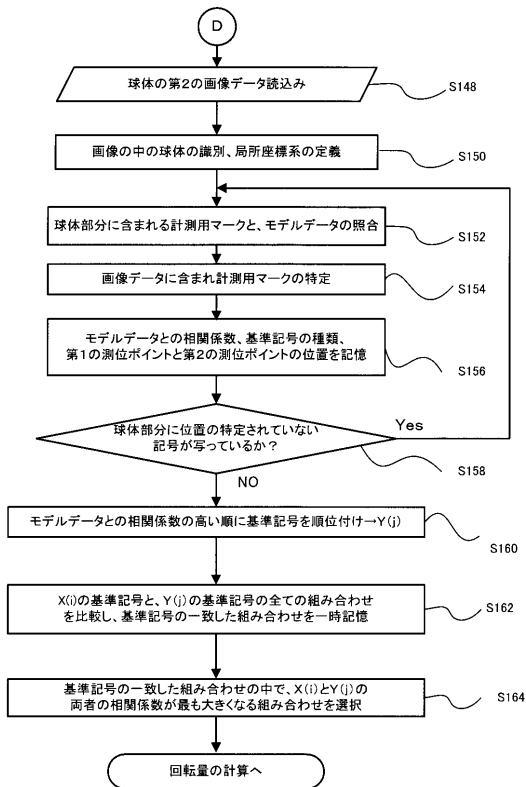 D
球体の第2の画像データ読込み
S148
画像の中の球体の識別、局所座標系の定義
S150
球体部分に含まれる計測用マークと、モデルデータの照合
S152
画像データに含まれ計測用マークの特定
S154
モデルデータとの相関係数、基準記号の種類、
第1の測位ポイントと第2の測位ポイントの位置を記憶
S156
球体部分に位置の特定されていない
記号が写っているか?
Yes
S158
NO
モデルデータとの相関係数の高い順に基準記号を順位付け→Y(j)
S160
X(i)の基準記号と、Y(j)の基準記号の全ての組み合わせ
を比較し、基準記号の一致した組み合わせを一時記憶
S162
基準記号の一致した組み合わせの中で、X(i)とY(j)の
両者の相関係数が最も大きくなる組み合わせを選択
S164
回転量の計算へ